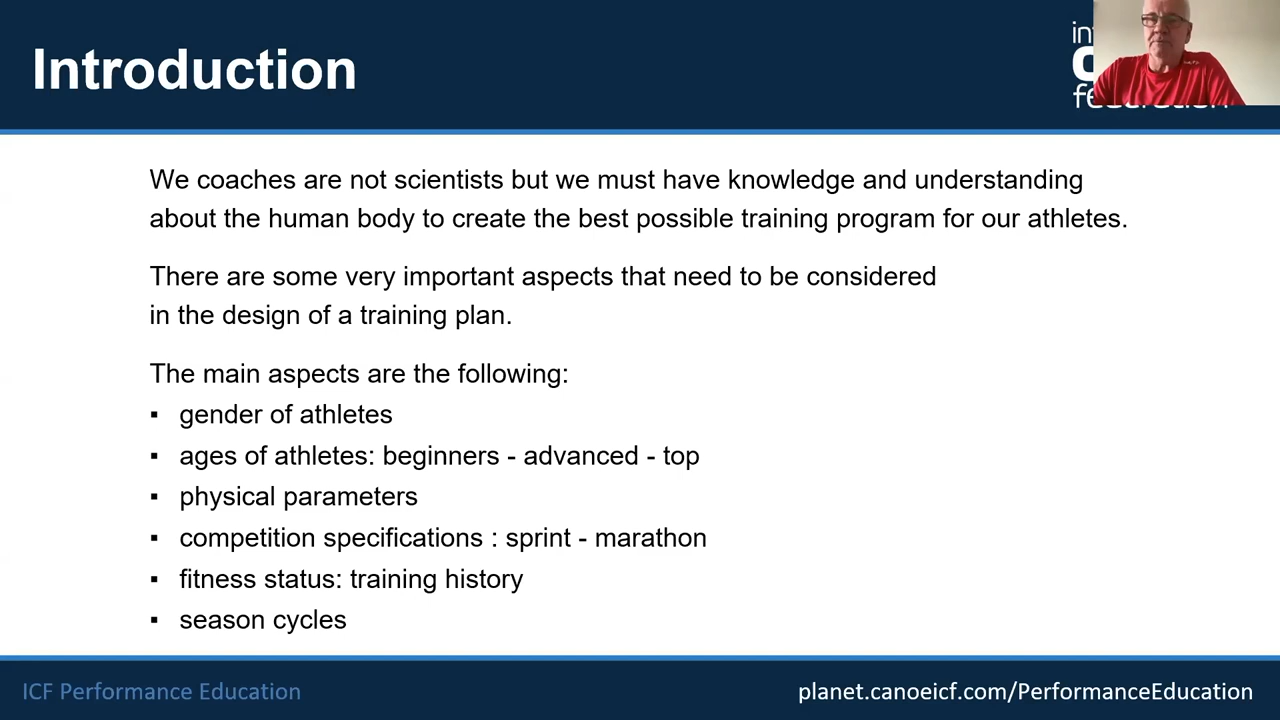 Introduction
We coaches are not scientists but we must have knowledge and understanding
about the human body to create the best possible training program for our athletes.
There are some very important aspects that need to be considered
in the design of a training plan.
The main aspects are the following:
▪ gender of athletes
▪ ages of athletes: beginners - advanced - top
▪ physical parameters
▪ competition specifications : sprint - marathon
▪ fitness status: training history
▪ season cycles
ICF Performance Education
planet.canoeicf.com/PerformanceEducation